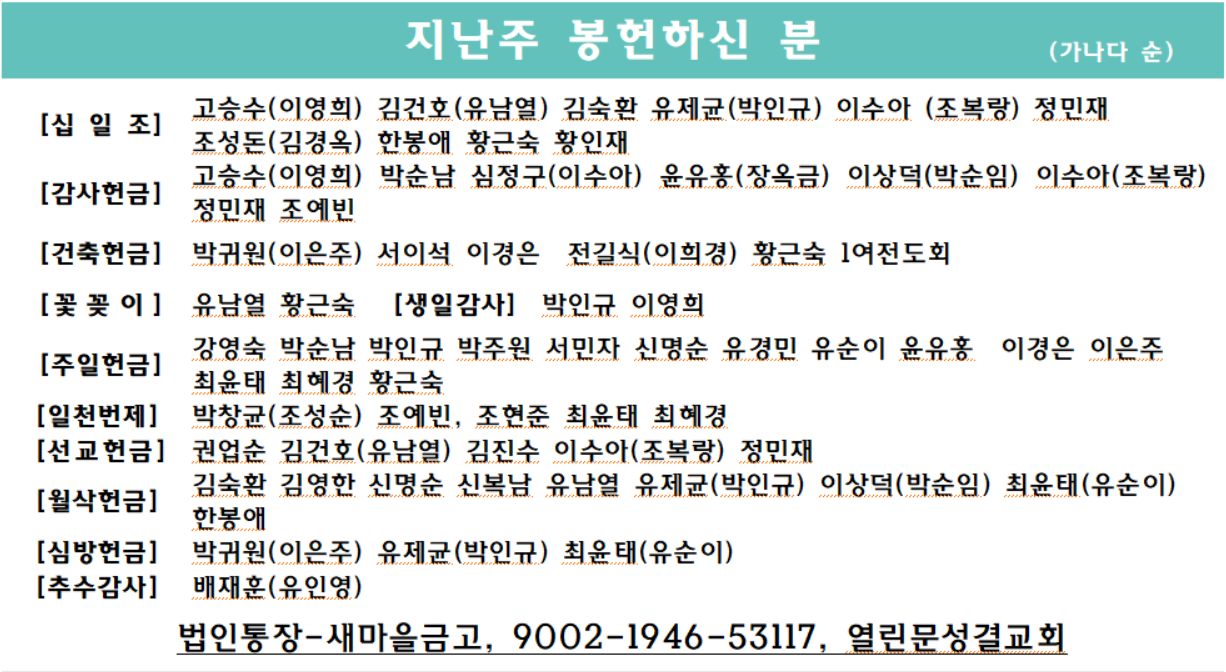 지난주 봉헌하신 분 (가나다 순)
[십 일 조] 고승수(이영희) 김건호(유남열) 김숙환 유제균(박인규) 이수아 (조복랑) 정민재
조성돈(김경옥) 한봉애 황근숙 황인재
[감사헌금] 고승수(이영희) 박순남 심정구(이수아) 윤유홍(장옥금) 이상덕(박순임) 이수아(조복랑)
정민재 조예빈
[건축헌금] 박귀원(이은주) 서이석 이경은 전길식(이희경) 황근숙 1여전도회
[꽃 꽂 이] 유남열 황근숙 [생일감사] 박인규 이영희
[주일헌금] 강영숙 박순남 박인규 박주원 서민자 신명순 유경민 유순이 윤유홍 이경은 이은주
최윤태 최혜경 황근숙
[일천번제] 박창균(조성순) 조예빈, 조현준 최윤태 최혜경
[선교헌금] 권업순 김건호(유남열) 김진수 이수아(조복랑) 정민재
[월삭헌금] 김숙환 김영한 신명순 신복남 유남열 유제균(박인규) 이상덕(박순임) 최윤태(유순이)
한봉애
[심방헌금] 박귀원(이은주) 유제균(박인규) 최윤태(유순이)
[추수감사] 배재훈(유인영)
법인통장-새마을금고, 9002-1946-53117, 열린문성결교회